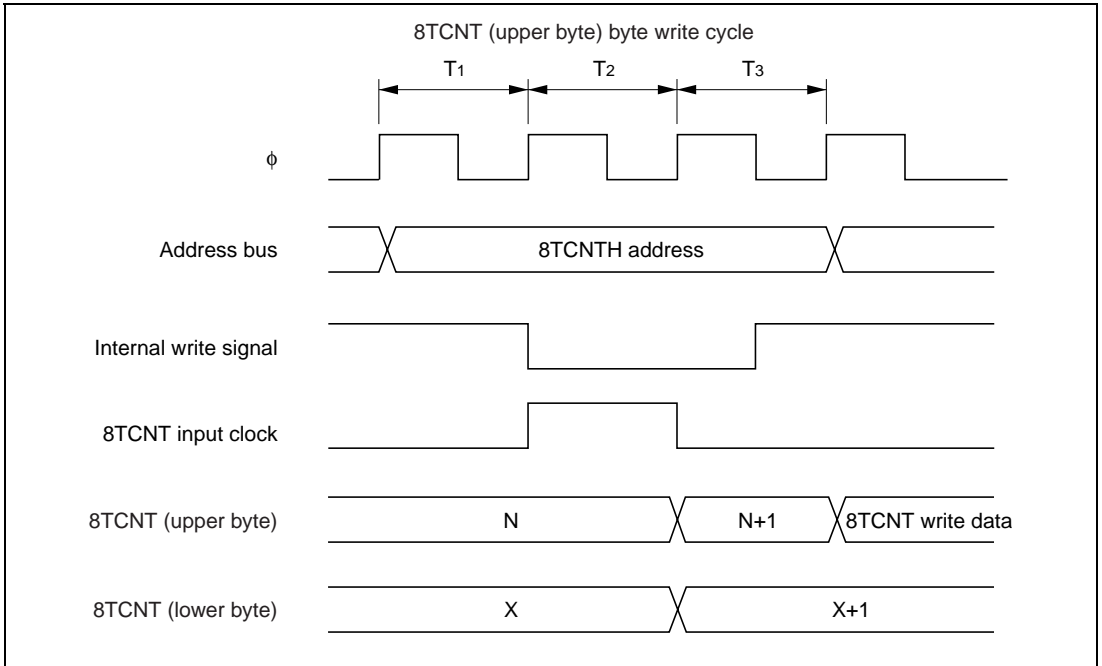 8TCNT (upper byte) byte write cycle
T1 T2 T3
φ
Address bus 8TCNTH address
Internal write signal
8TCNT input clock
8TCNT (upper byte) N N+1 8TCNT write data
8TCNT (lower byte) X X+1